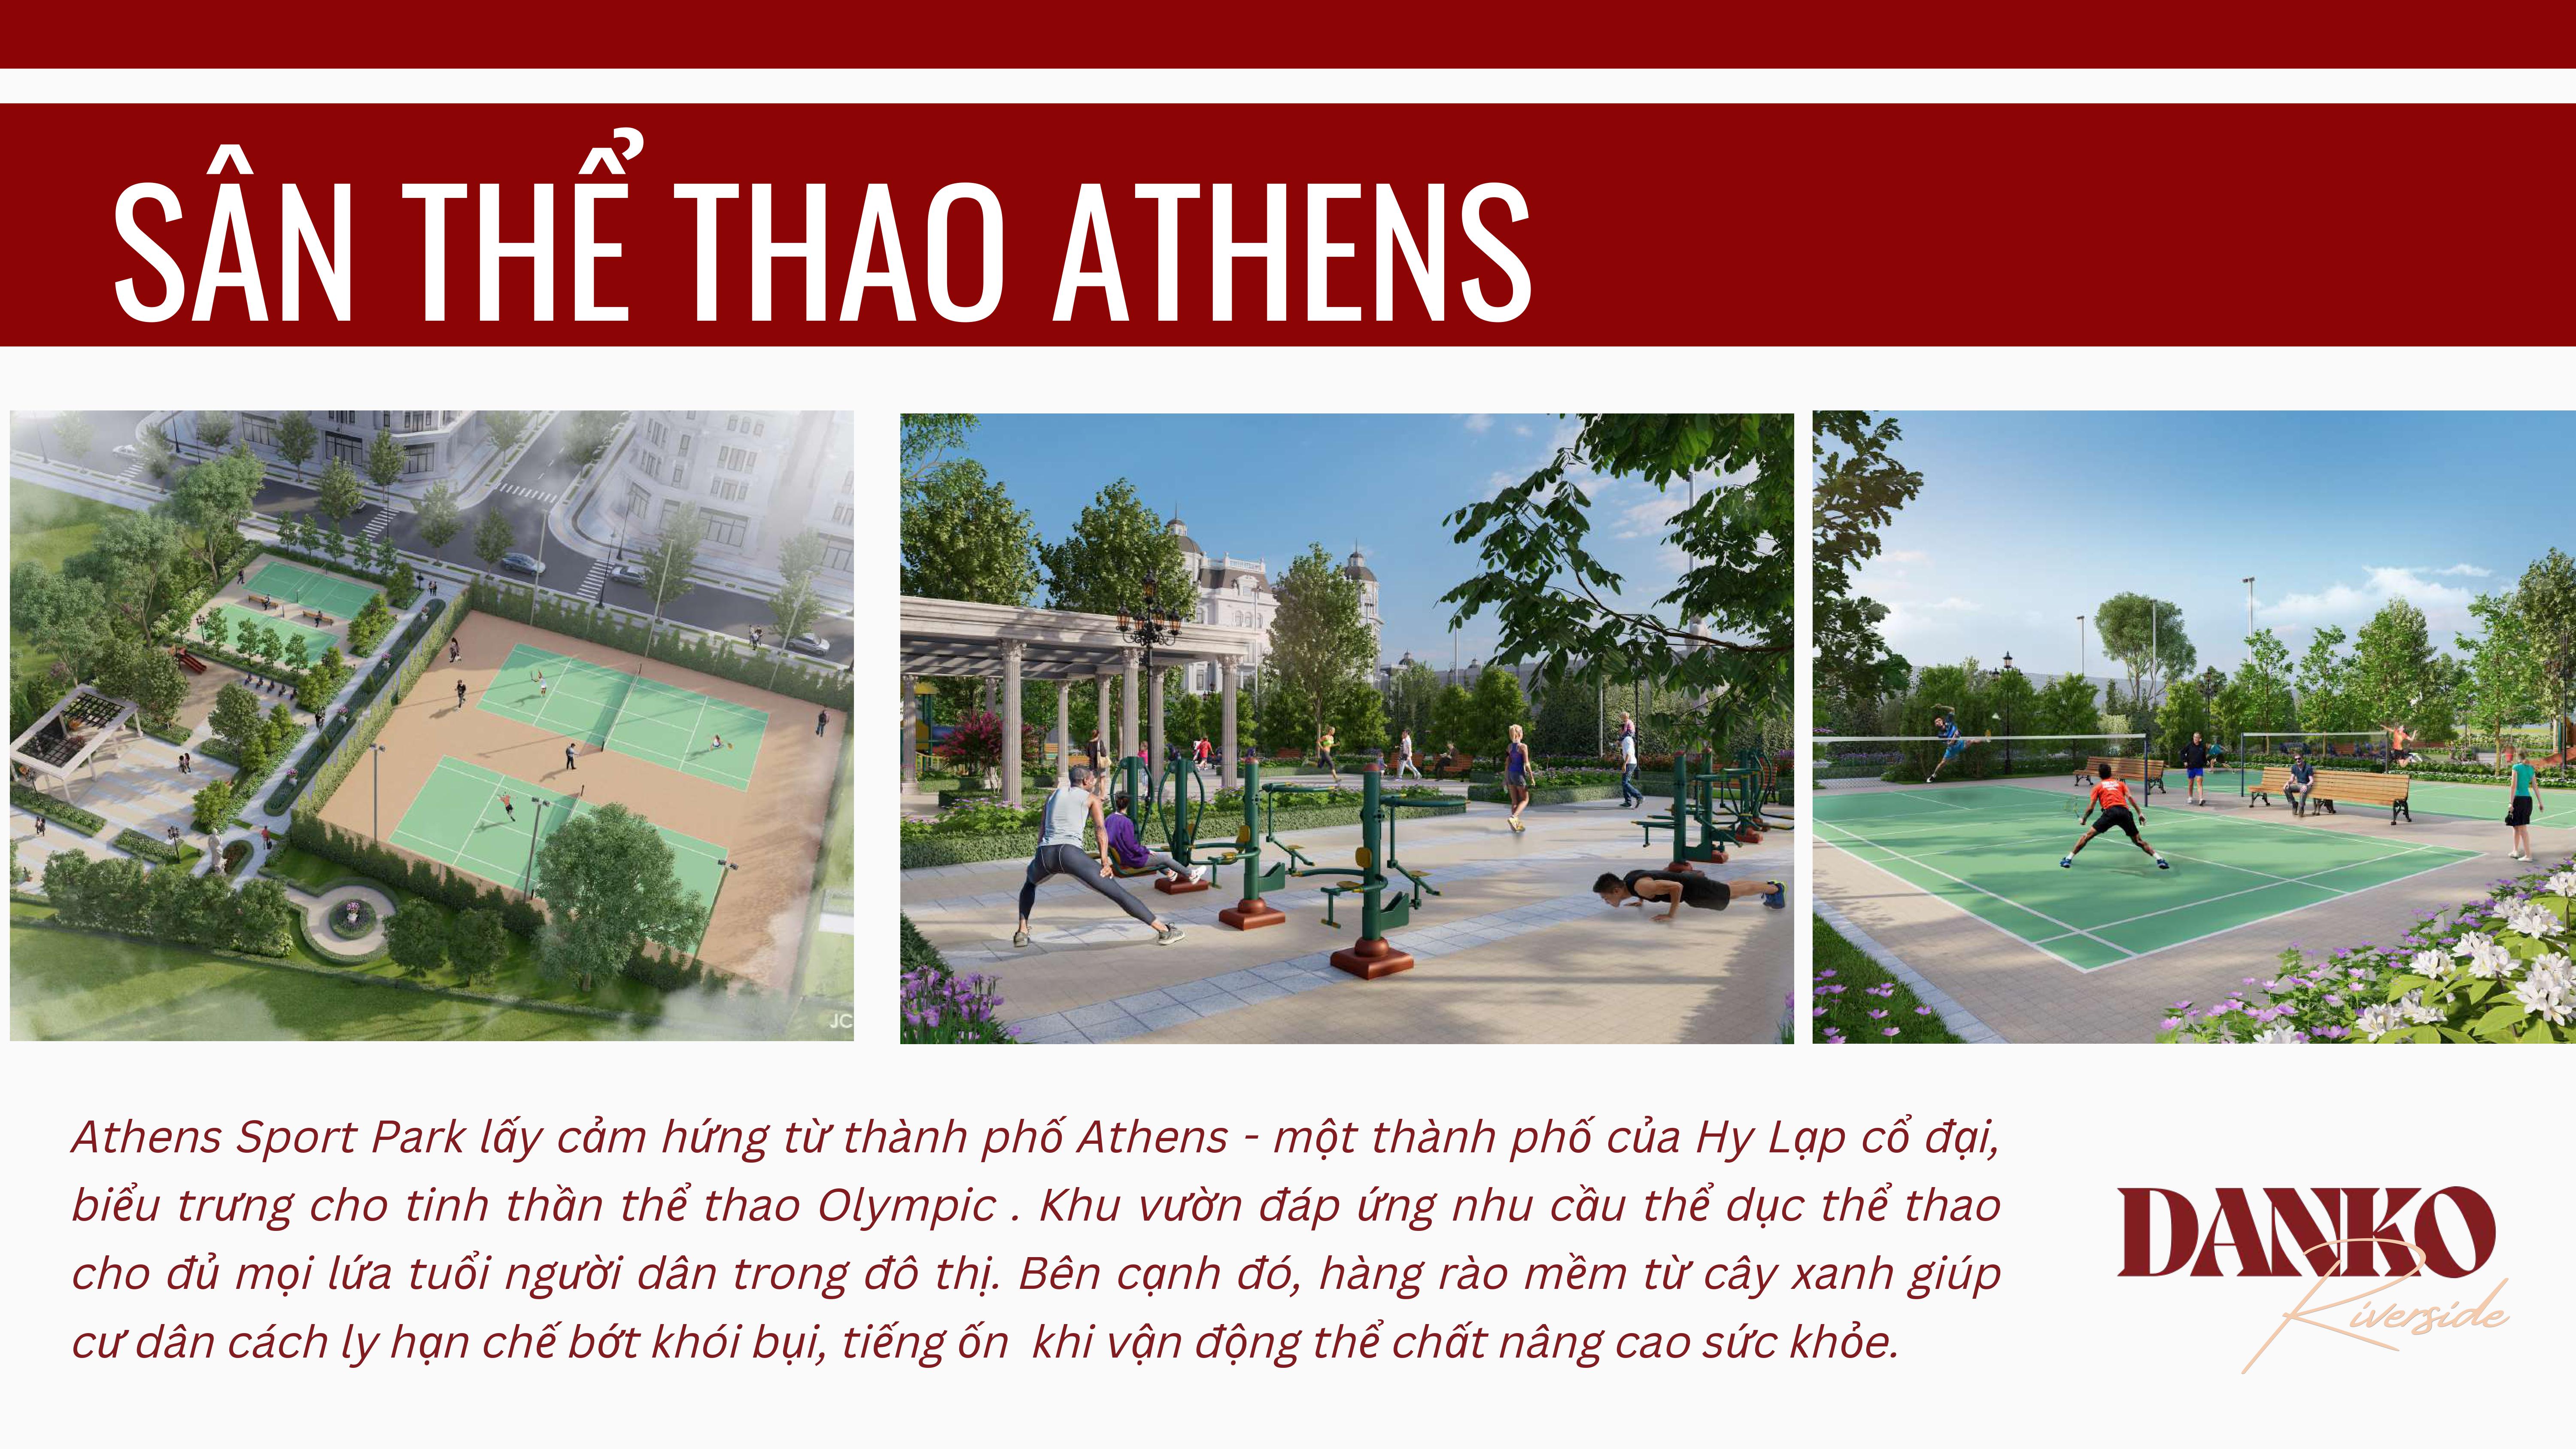 SÂN THỂ THAO ATHENS
JC
Athens Sport Park lấy cảm hứng từ thành phố Athens - một thành phố của Hy Lạp cổ đại,
biểu trưng cho tinh thần thể thao Olympic . Khu vườn đáp ứng nhu cầu thể dục thể thao
cho đủ mọi lứa tuổi người dân trong đô thị. Bên cạnh đó, hàng rào mềm từ cây xanh giúp
cư dân cách ly hạn chế bớt khói bụi, tiếng ốn khi vận động thể chất nâng cao sức khỏe.
DANKO
Riverside